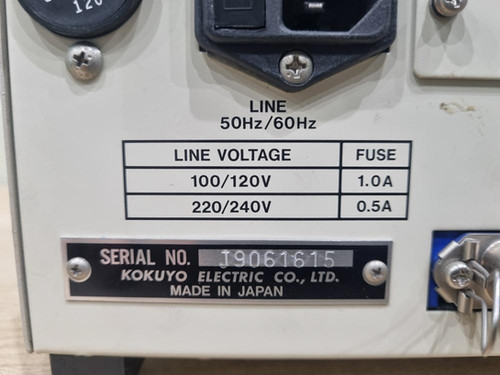 120
LINE
50Hz/60Hz
LINE VOLTAGE FUSE
100/120V 1.0A
220/240V 0.5A
SERIAL NO. J9061615
KOKUYO ELECTRIC CO., LTD.
MADE IN JAPAN